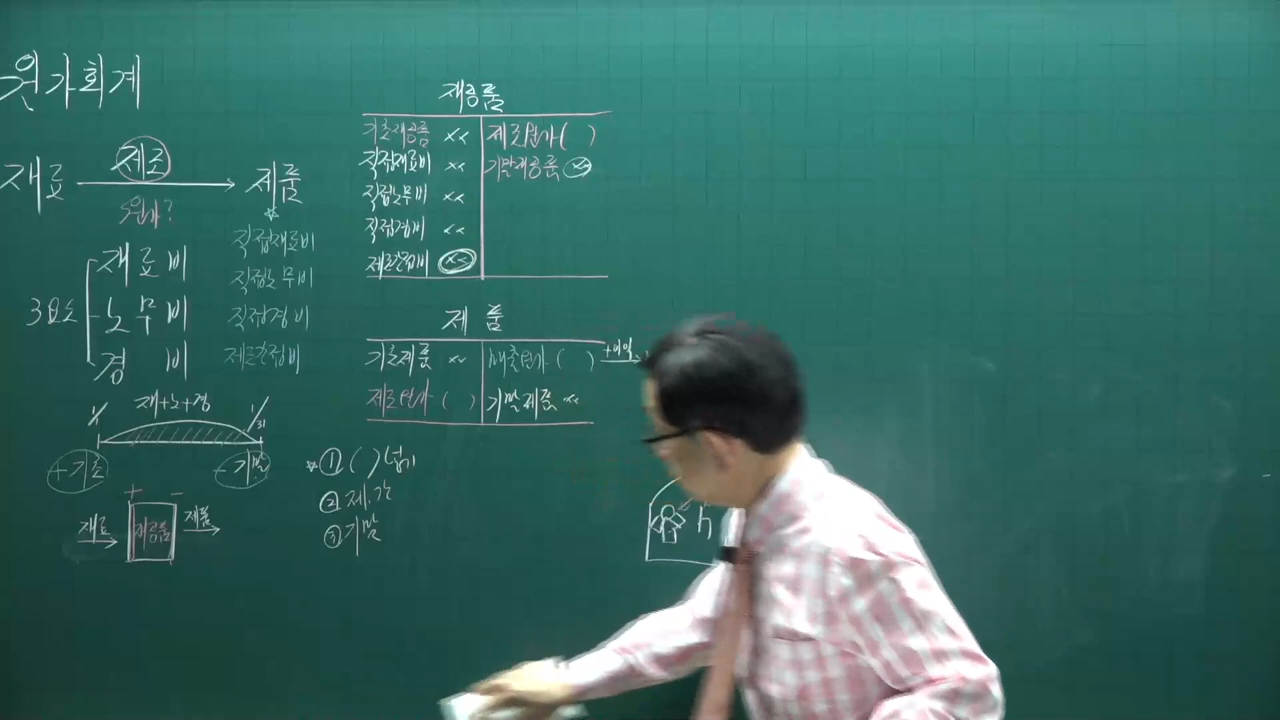 원가회계
재료 제조 제품
원가?
3요소
재료비
노무비
경비
직접재료비
직접노무비
직접경비
제조간접비
1/1 재+노+경 12/31
+기초 -기말
+ -
재료 재공품 제품
재공품
기초재공품 ×× 제조원가 ( )
직접재료비 ×× 기말재공품 ××
직접노무비 ××
직접경비 ××
제조간접비 ××
제품
기초제품 ×× 매출원가 ( ) +이익
제조원가 ( ) 기말제품 ××
① ( ) 넣기
② 제.간
③ 기말
h